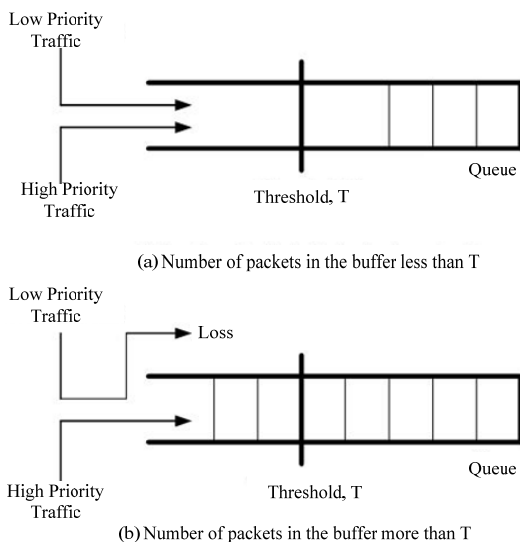 Low Priority
Traffic
Queue
High Priority
Traffic
Threshold, T
(a) Number of packets in the buffer less than T
Low Priority
Traffic
Loss
Queue
High Priority
Traffic
Threshold, T
(b) Number of packets in the buffer more than T